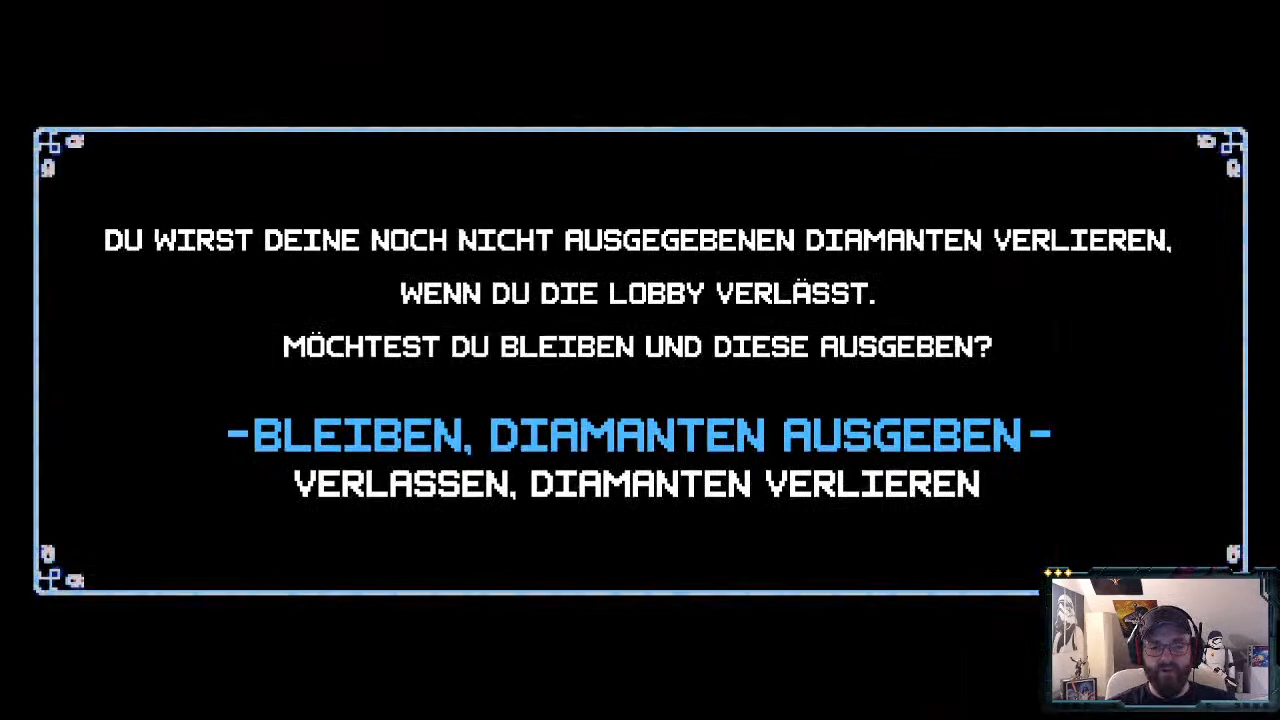 DU WIRST DEINE NOCH NICHT AUSGEGEBENEN DIAMANTEN VERLIEREN,
WENN DU DIE LOBBY VERLÄSST.
MÖCHTEST DU BLEIBEN UND DIESE AUSGEBEN?
-BLEIBEN, DIAMANTEN AUSGEBEN-
VERLASSEN, DIAMANTEN VERLIEREN